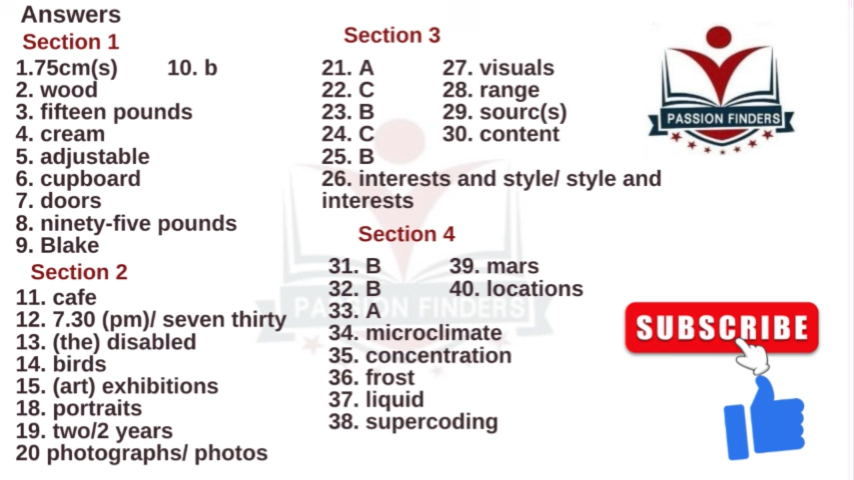 Answers
Section 1
1.75cm(s) 10. b
2. wood
3. fifteen pounds
4. cream
5. adjustable
6. cupboard
7. doors
8. ninety-five pounds
9. Blake
Section 2
11. cafe
12. 7.30 (pm)/ seven thirty
13. (the) disabled
14. birds
15. (art) exhibitions
18. portraits
19. two/2 years
20 photographs/ photos
Section 3
21. A 27. visuals
22. C 28. range
23. B 29. sourc(s)
24. C 30. content
25. B
26. interests and style/ style and
interests
Section 4
31. B 39. mars
32. B 40. locations
33. A
34. microclimate
35. concentration
36. frost
37. liquid
38. supercoding
PASSION FINDERS
PASSION FINDERS
SUBSCRIBE